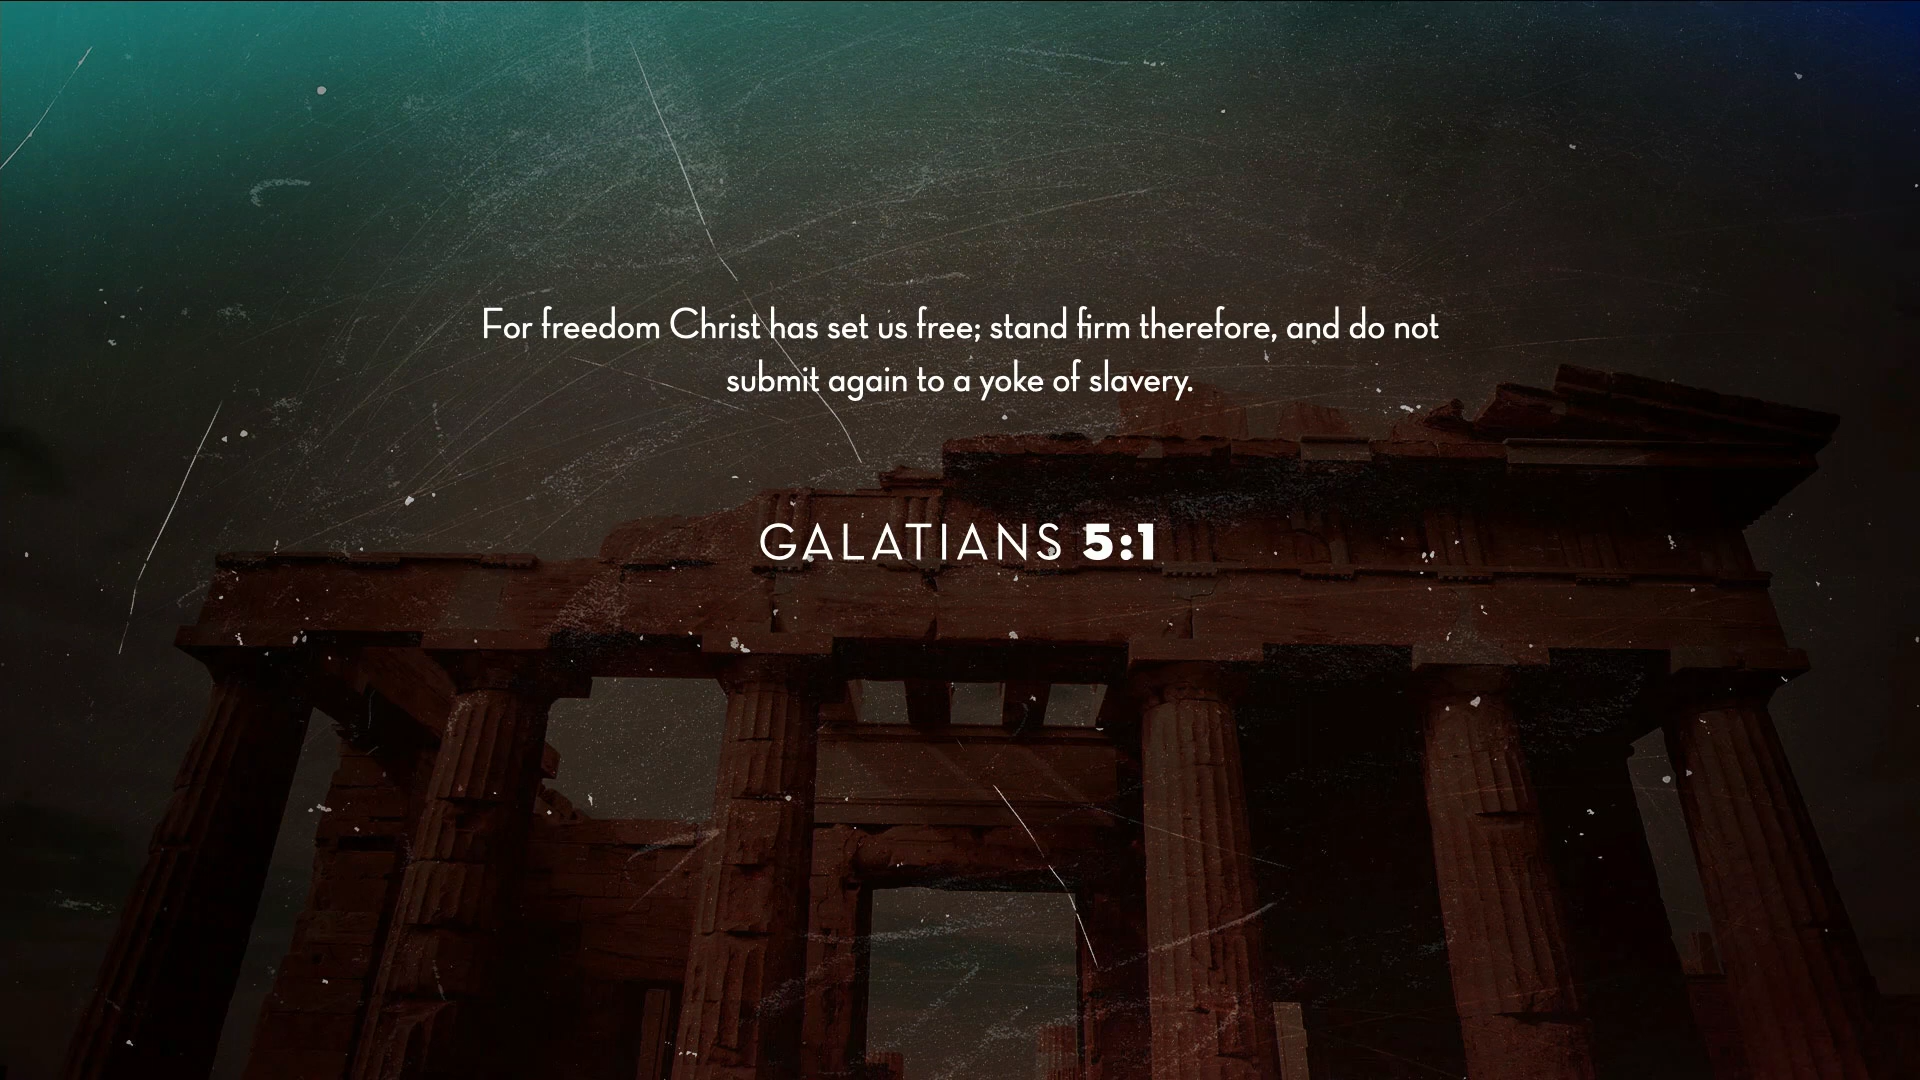 For freedom Christ has set us free; stand firm therefore, and do not
submit again to a yoke of slavery.
GALATIANS 5:1